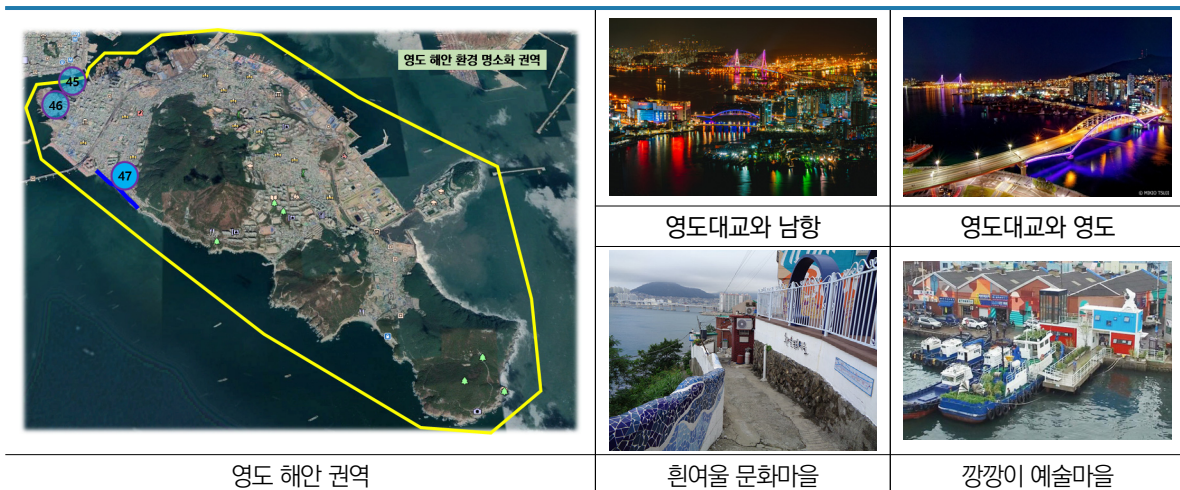 영도 해안 환경 명소화 권역
45
46
47
© MIKIO TSUJI
영도대교와 남항
영도대교와 영도
영도 해안 권역
흰여울 문화마을
깡깡이 예술마을